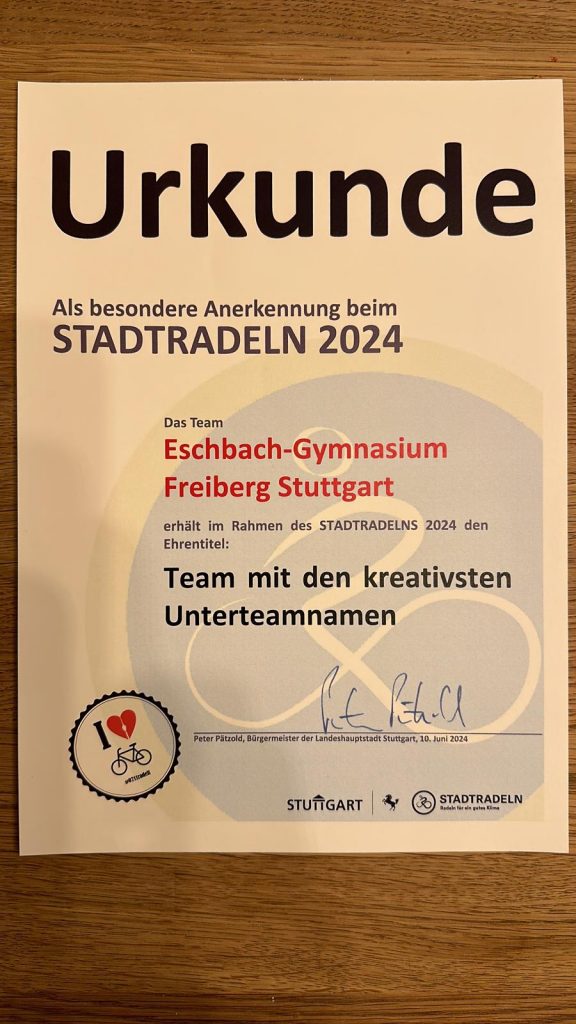 Urkunde
Als besondere Anerkennung beim
STADTRADELN 2024
Das Team
Eschbach-Gymnasium
Freiberg Stuttgart
erhält im Rahmen des STADTRADELNS 2024 den
Ehrentitel:
Team mit den kreativsten
Unterteamnamen
Peter Pätzold
Peter Pätzold, Bürgermeister der Landeshauptstadt Stuttgart, 10. Juni 2024
I
STUTTGART
STADTRADELN
Radeln für ein gutes Klima